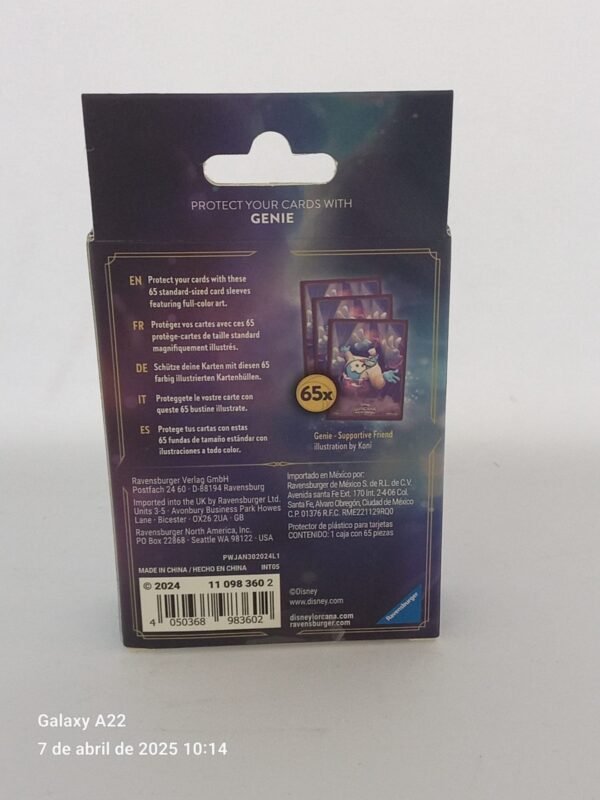 PROTECT YOUR CARDS WITH
GENIE
EN Protect your cards with these
65 standard-sized card sleeves
featuring full-color art.
FR Protégez vos cartes avec ces 65
protège-cartes de taille standard
magnifiquement illustrés.
DE Schütze deine Karten mit diesen 65
farbig illustrierten Kartenhüllen.
IT Proteggete le vostre carte con
queste 65 bustine illustrate.
ES Protege tus cartas con estas
65 fundas de tamaño estándar con
ilustraciones a todo color.
65x
LORCANA
Genie - Supportive Friend
illustration by Koni
Ravensburger Verlag GmbH
Postfach 24 60 · D-88194 Ravensburg
Imported into the UK by Ravensburger Ltd.
Units 3-5 · Avonbury Business Park Howes
Lane · Bicester · OX26 2UA · GB
Ravensburger North America, Inc.
PO Box 22868 · Seattle WA 98122 · USA
Importado en México por:
Ravensburger de México S. de R.L. de C.V.
Avenida santa Fe Ext. 170 Int. 2-4-06 Col.
Santa Fe, Alvaro Obregón, Ciudad de México
C.P. 01376 R.F.C. RME221129RQ0
Protector de plástico para tarjetas
CONTENIDO: 1 caja con 65 piezas
PWJAN302024L1
MADE IN CHINA / HECHO EN CHINA INT05
© 2024 11 098 360 2
4 050368 983602
©Disney
www.disney.com
disneylorcana.com
ravensburger.com
Ravensburger
Galaxy A22
7 de abril de 2025 10:14